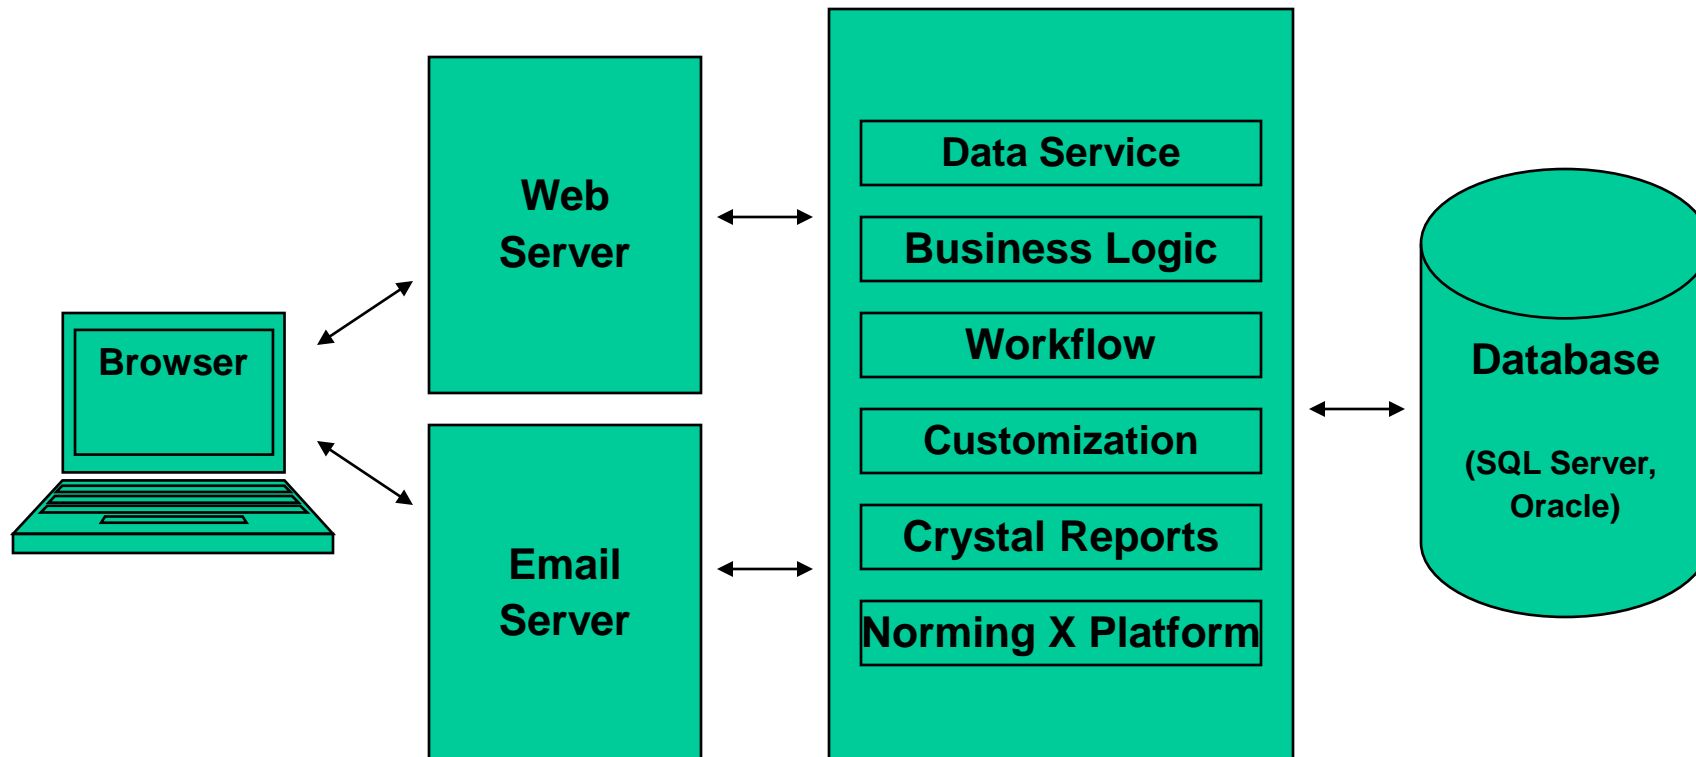 Browser
Web
Server
Email
Server
Data Service
Business Logic
Workflow
Customization
Crystal Reports
Norming X Platform
Database
(SQL Server,
Oracle)